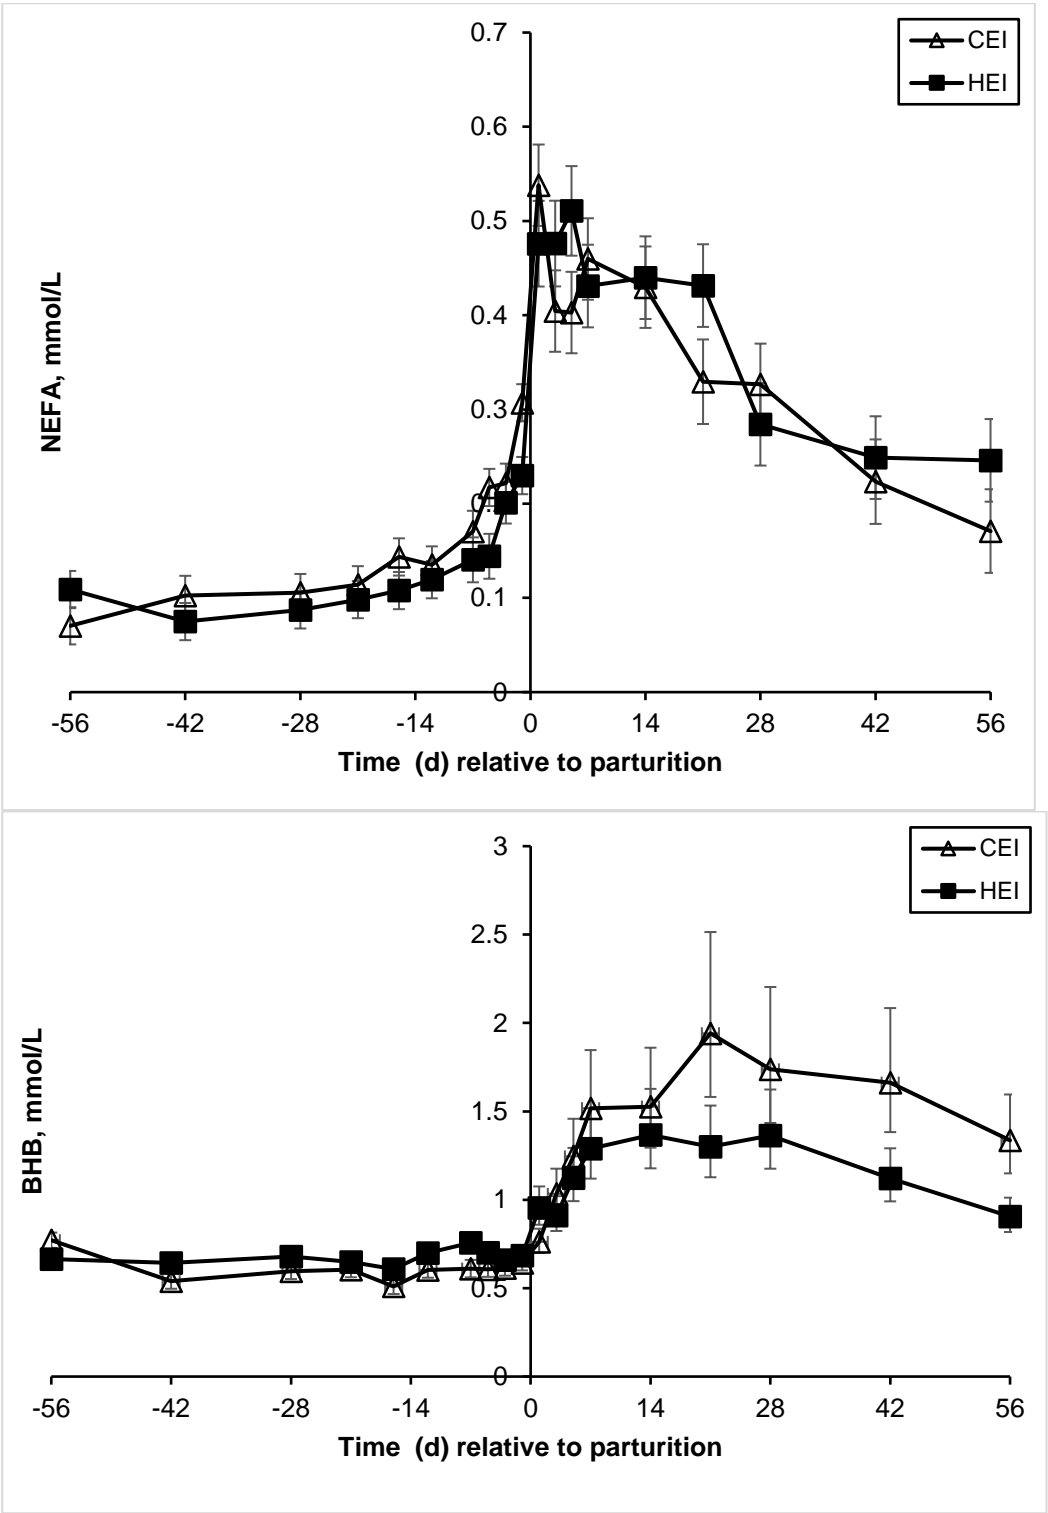 0.7
CEI
HEI
0.6
0.5
0.4
0.3
0.1
0
NEFA, mmol/L
-56 -42 -28 -14 0 14 28 42 56
Time (d) relative to parturition
3
CEI
HEI
2.5
2
1.5
1
0.5
0
BHB, mmol/L
-56 -42 -28 -14 0 14 28 42 56
Time (d) relative to parturition